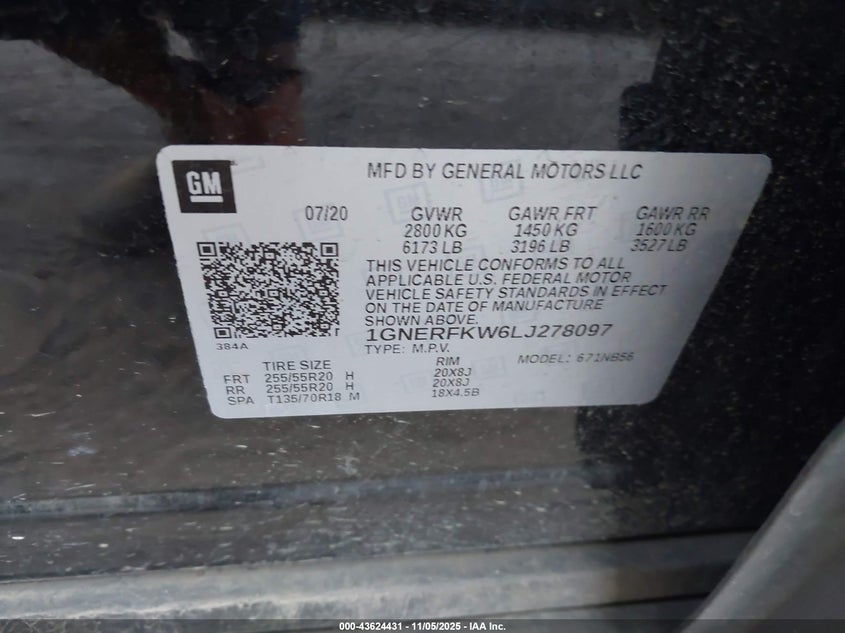 GM
MFD BY GENERAL MOTORS LLC
07/20 GVWR GAWR FRT GAWR RR
2800 KG 1450 KG 1600 KG
6173 LB 3196 LB 3527 LB
THIS VEHICLE CONFORMS TO ALL
APPLICABLE U.S. FEDERAL MOTOR
VEHICLE SAFETY STANDARDS IN EFFECT
ON THE DATE OF MANUFACTURE
SHOWN ABOVE.
1GNERFKW6LJ278097
384A
TYPE: M.P.V. MODEL: 671NB56
TIRE SIZE RIM
FRT 255/55R20 H 20X8J
RR 255/55R20 H 20X8J
SPA T135/70R18 M 18X4.5B
000-43624431 - 11/05/2025 - IAA Inc.